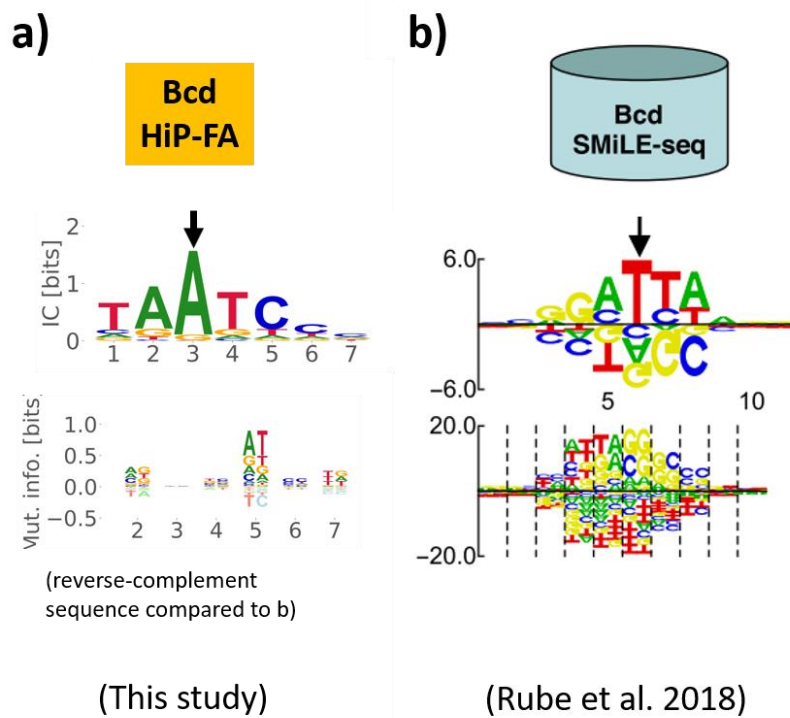 a)
Bcd
HiP-FA
IC [bits]
2
1
0
T A A T C C
1 2 3 4 5 6 7
Mut. info. [bits]
1.0
0.5
0.0
−0.5
2 3 4 5 6 7
(reverse-complement
sequence compared to b)
(This study)
b)
Bcd
SMiLE-seq
6.0
G G A T T A
−6.0
5 10
20.0
−20.0
(Rube et al. 2018)